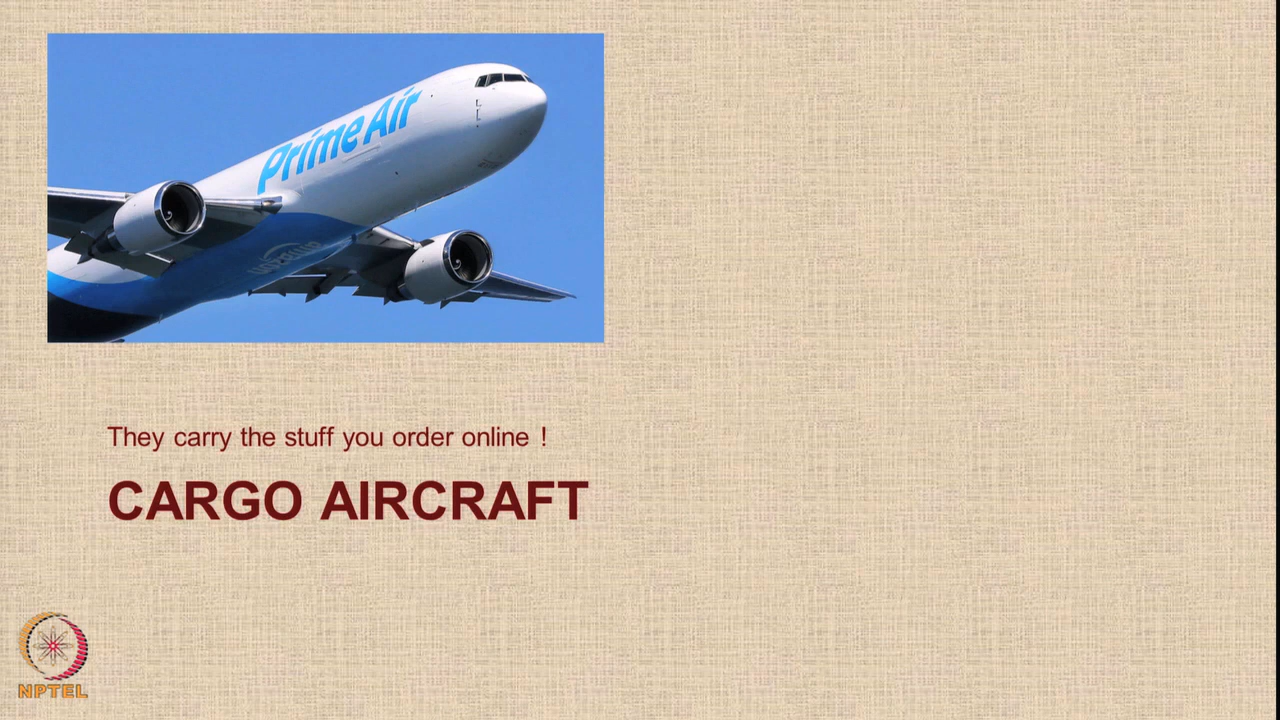 Prime Air
They carry the stuff you order online !
CARGO AIRCRAFT
NPTEL